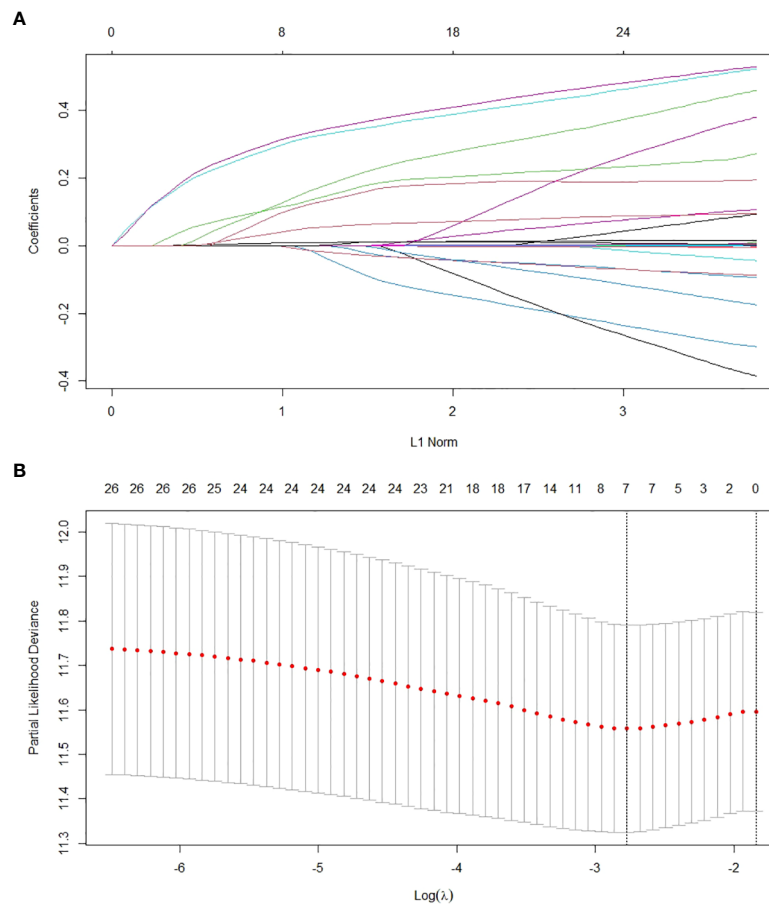 A
0 8 18 24
Coefficients
0.4
0.2
0.0
-0.2
-0.4
0 1 2 3
L1 Norm
B
26 26 26 26 25 24 24 24 24 24 24 24 23 21 18 18 17 14 11 8 7 7 5 3 2 0
Partial Likelihood Deviance
12.0
11.9
11.8
11.7
11.6
11.5
11.4
11.3
-6 -5 -4 -3 -2
Log(λ)